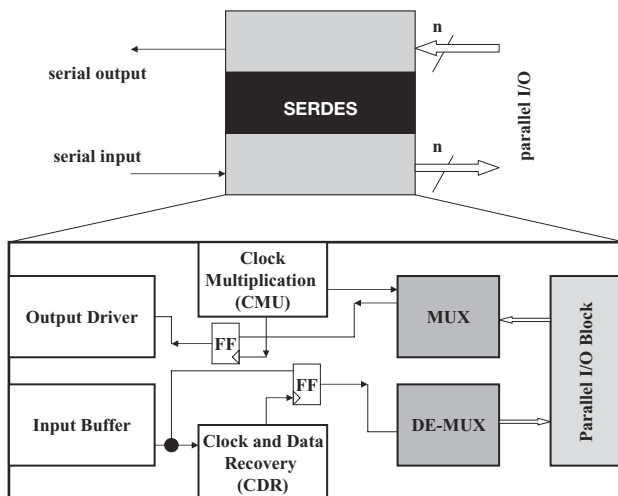 n
serial output
SERDES
parallel I/O
serial input
n
Clock
Multiplication
(CMU)
Output Driver
FF
MUX
Parallel I/O Block
FF
Input Buffer
Clock and Data
Recovery
(CDR)
DE-MUX